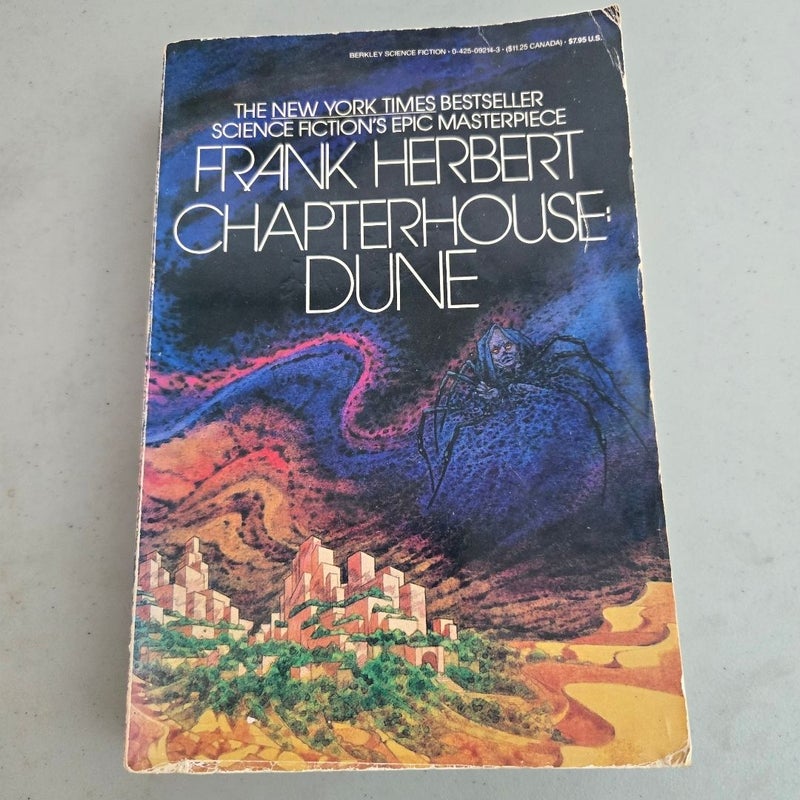 BERKLEY SCIENCE FICTION • 0-425-09214-3 • ($11.25 CANADA) • $7.95 U.S.
THE NEW YORK TIMES BESTSELLER
SCIENCE FICTION'S EPIC MASTERPIECE
FRANK HERBERT
CHAPTERHOUSE:
DUNE